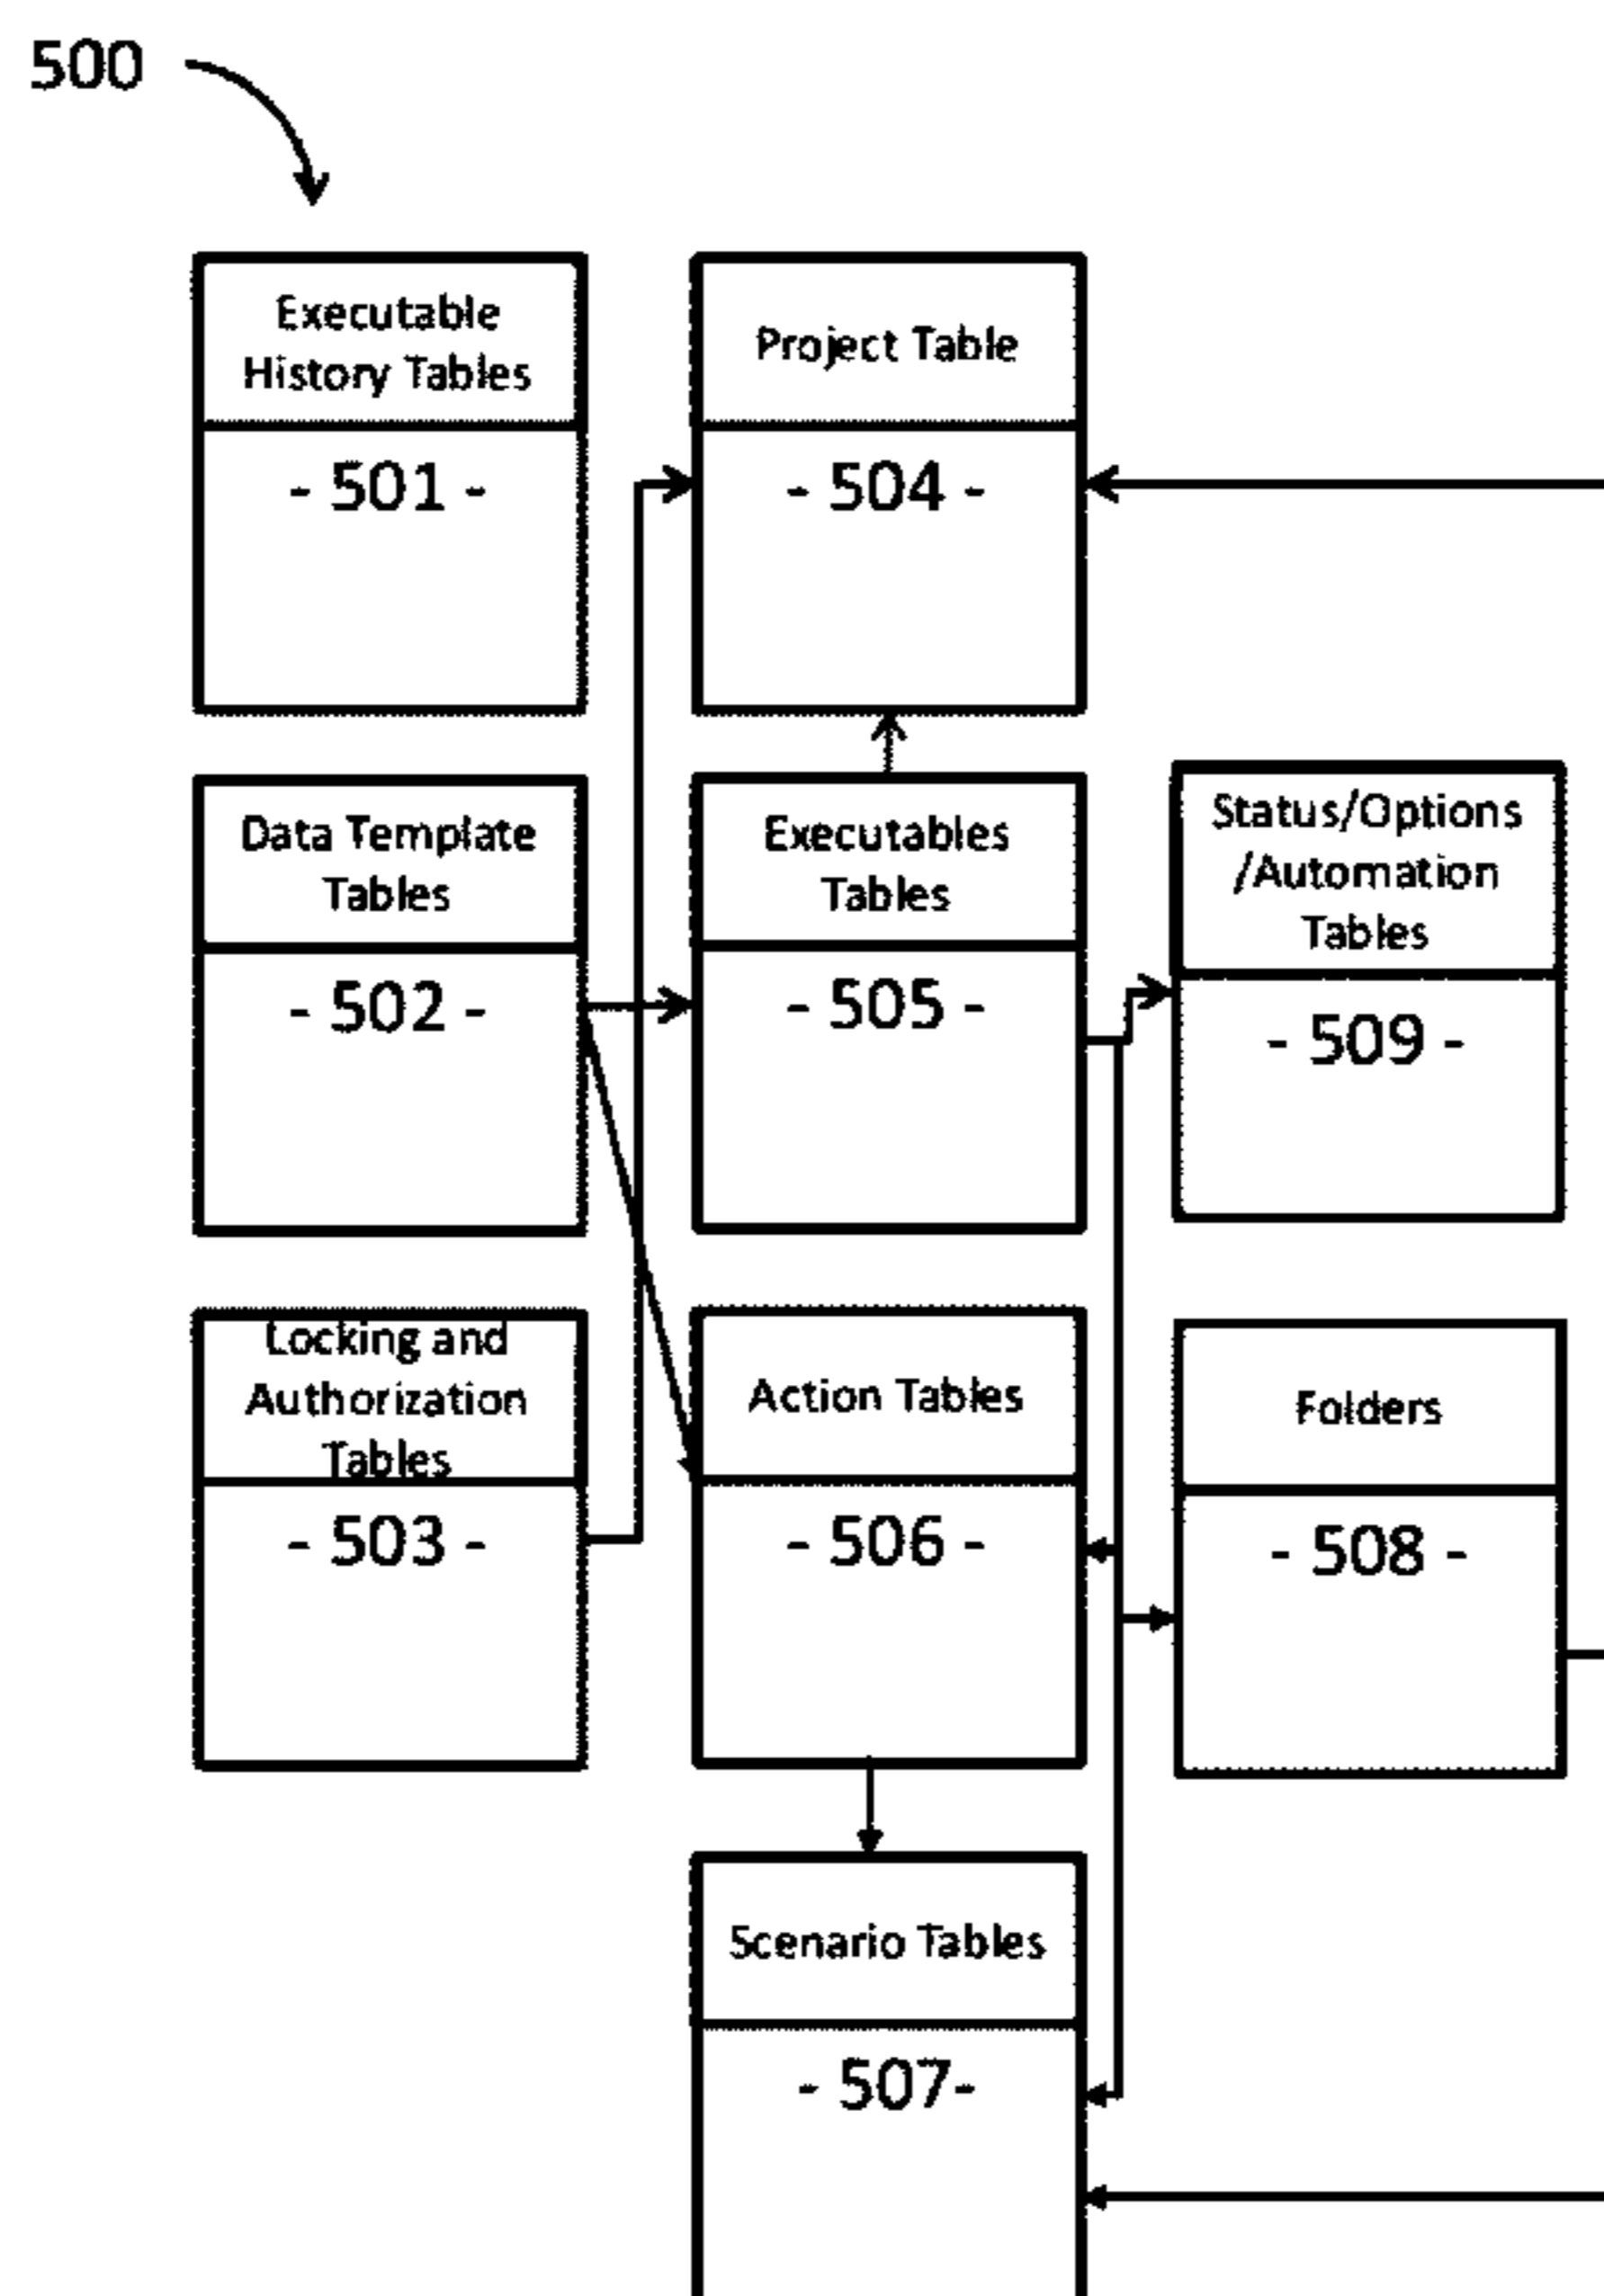 500
Executable
History Tables
- 501 -
Project Table
- 504 -
Data Template
Tables
- 502 -
Executables
Tables
- 505 -
Status/Options
/Automation
Tables
- 509 -
Locking and
Authorization
Tables
- 503 -
Action Tables
- 506 -
Folders
- 508 -
Scenario Tables
- 507-